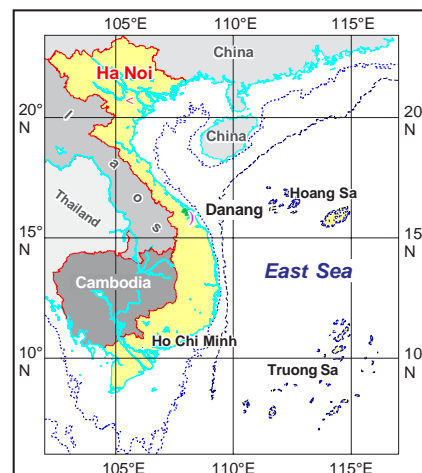 105°E 110°E 115°E
China
Ha Noi
20° N
20° N
China
Laos
Thailand
Hoang Sa
Danang
15° N
15° N
East Sea
Cambodia
Ho Chi Minh
10° N
10° N
Truong Sa
105°E 110°E 115°E